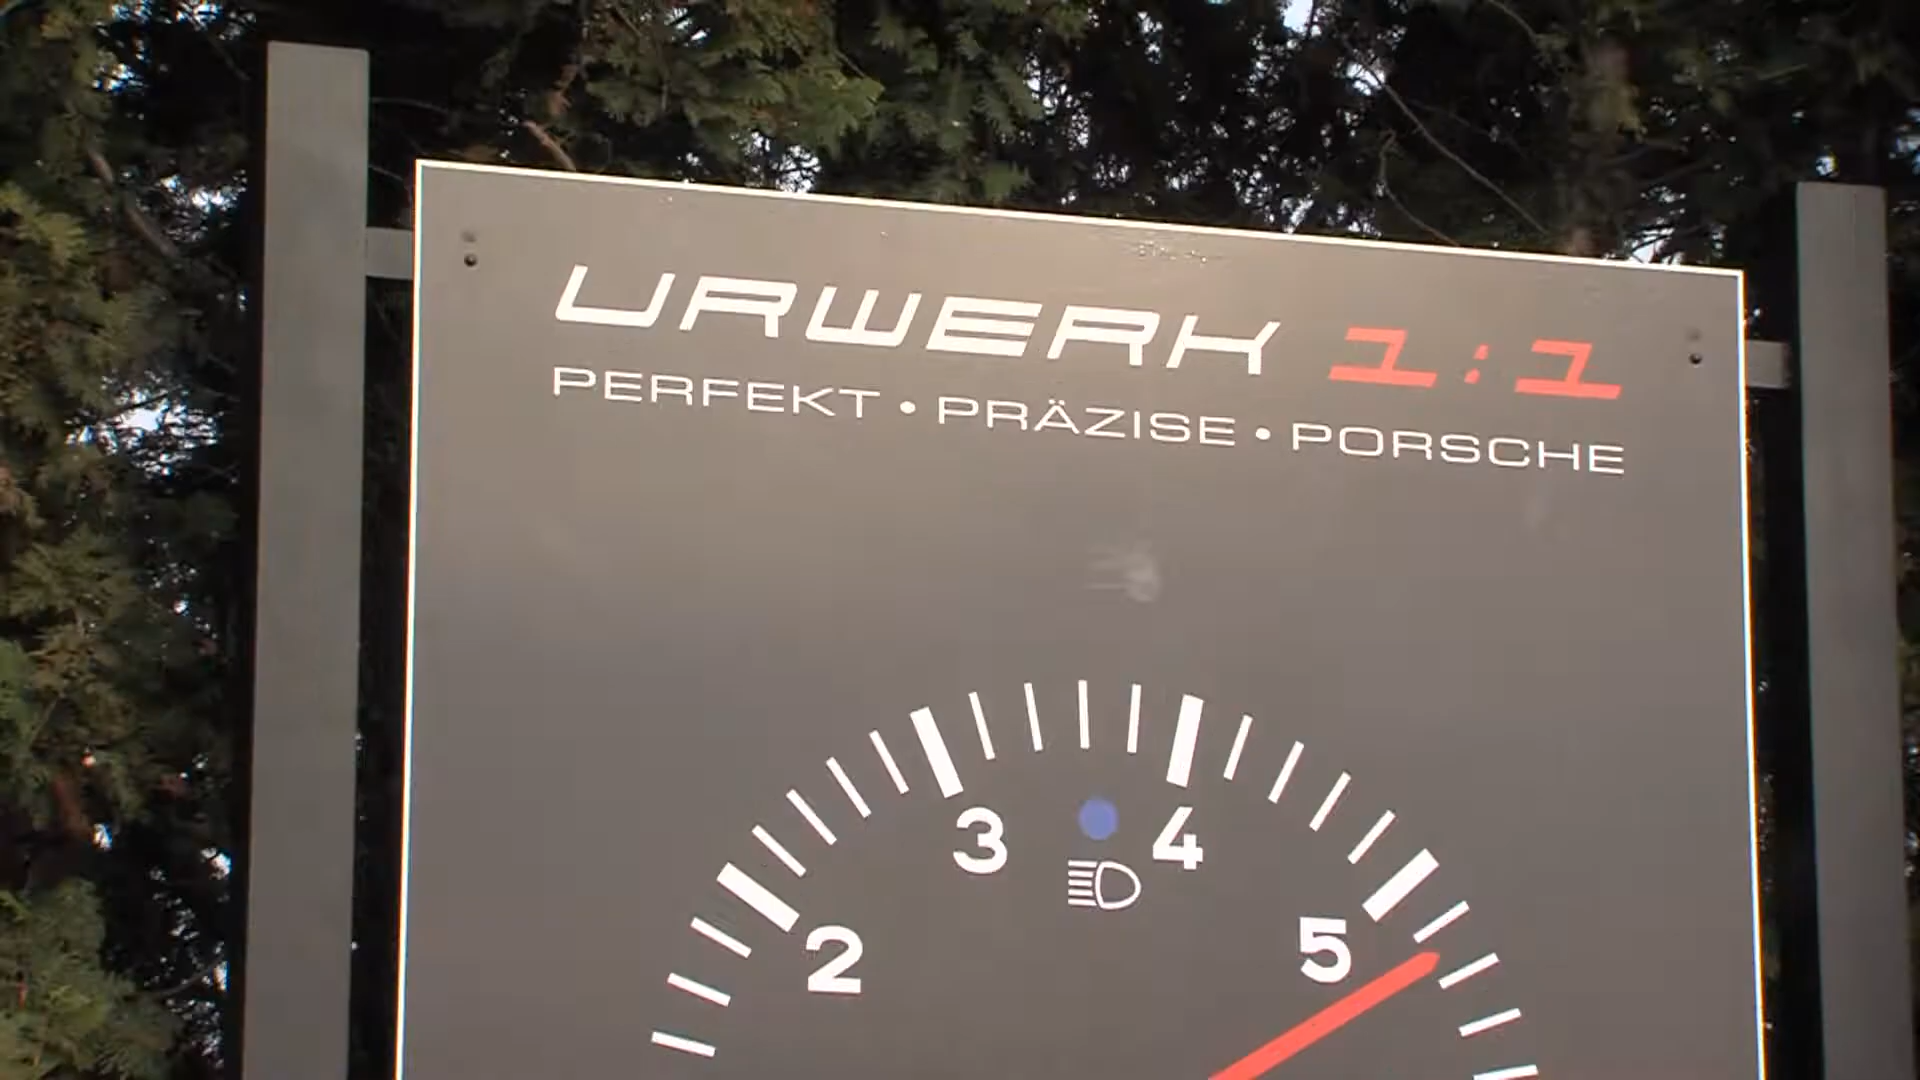 URWERK 1:1
PERFEKT • PRÄZISE • PORSCHE
3 4
2 5